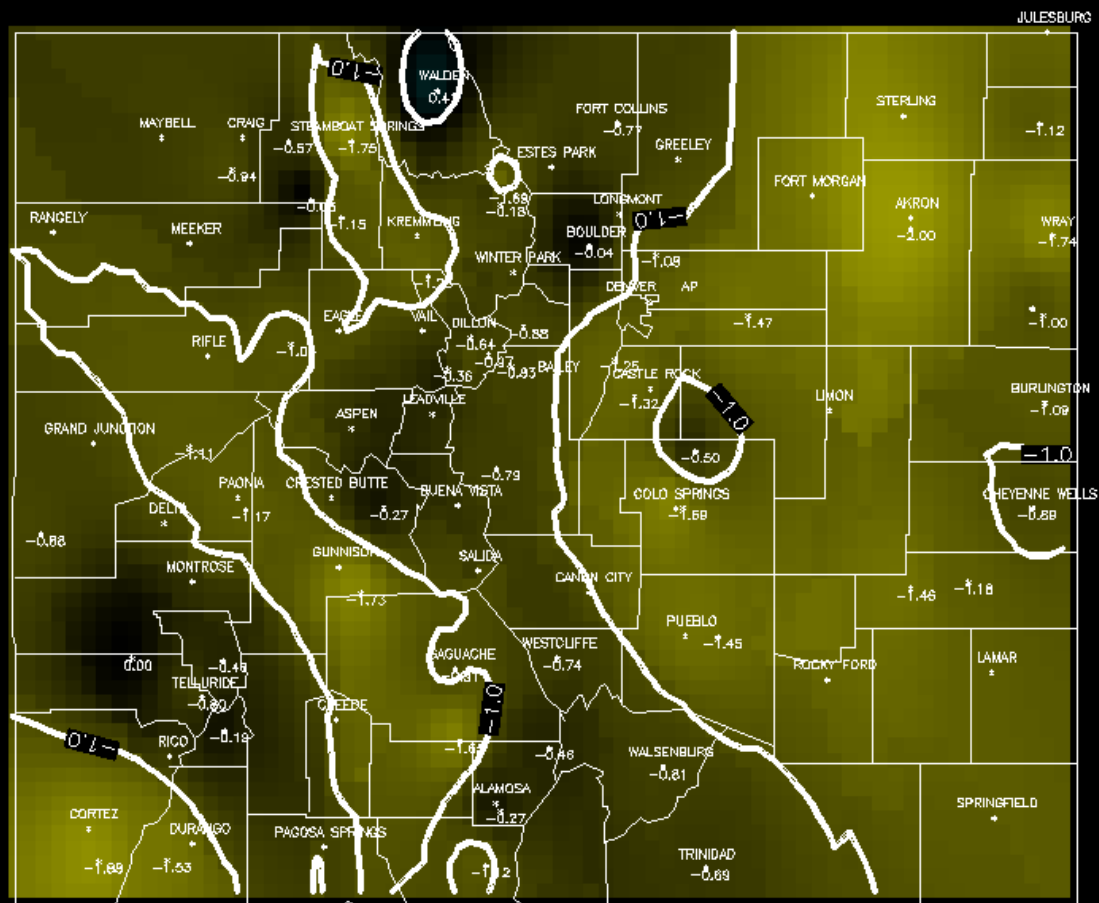 JULESBURG
-1.0
WALDEN
STERLING
FORT COLLINS
-0.77
MAYBELL
CRAIG
STEAMBOAT SPRINGS
-0.57
-1.75
-1.12
GREELEY
ESTES PARK
-0.94
FORT MORGAN
-1.69
-0.18
LONGMONT
AKRON
-2.00
RANGELY
MEEKER
-1.15
KREMMLING
-1.0
BOULDER
-0.04
WRAY
-1.74
WINTER PARK
-1.08
DENVER AP
EAGLE
VAIL
DILLON
-0.64
-0.88
-1.47
-1.00
RIFLE
-0.97
-0.93
BAILEY
-0.36
CASTLE ROCK
-1.32
-1.0
LIMON
BURLINGTON
-1.09
ASPEN
LEADVILLE
GRAND JUNCTION
-1.11
-0.50
-1.0
-0.79
PAONIA
-1.17
CRESTED BUTTE
-0.27
BUENA VISTA
COLO SPRINGS
-1.59
CHEYENNE WELLS
-0.89
DELTA
-0.88
GUNNISON
SALIDA
MONTROSE
CANON CITY
-1.73
-1.46
-1.18
PUEBLO
-1.45
WESTCLIFFE
-0.74
0.00
SAGUACHE
ROCKY FORD
LAMAR
TELLURIDE
CREEDE
-1.0
-0.19
-1.0
RICO
-0.46
WALSENBURG
-0.81
ALAMOSA
-0.27
SPRINGFIELD
CORTEZ
DURANGO
PAGOSA SPRINGS
-1.53
TRINIDAD
-0.69